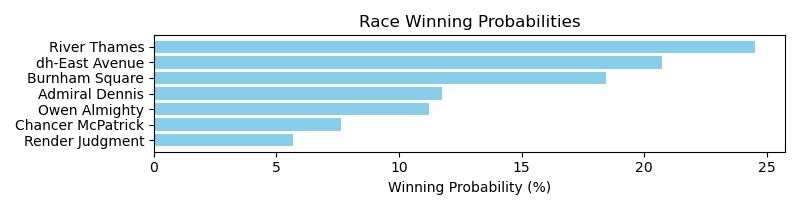 Race Winning Probabilities
River Thames
dh-East Avenue
Burnham Square
Admiral Dennis
Owen Almighty
Chancer McPatrick
Render Judgment
0 5 10 15 20 25
Winning Probability (%)